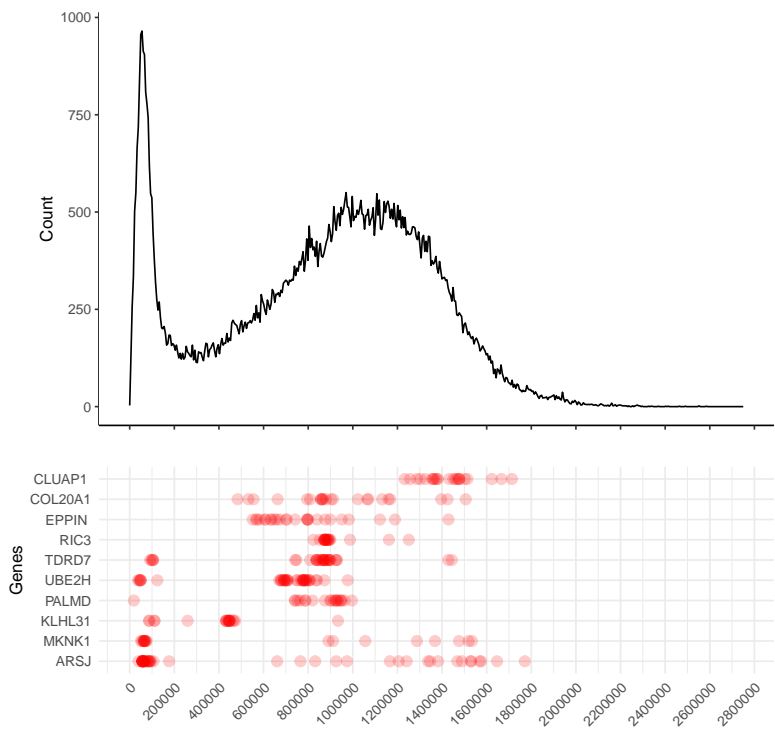 1000
750
500
250
0
Count
CLUAP1
COL20A1
EPPIN
RIC3
TDRD7
UBE2H
PALMD
KLHL31
MKNK1
ARSJ
Genes
0
200000
400000
600000
800000
1000000
1200000
1400000
1600000
1800000
2000000
2200000
2400000
2600000
2800000